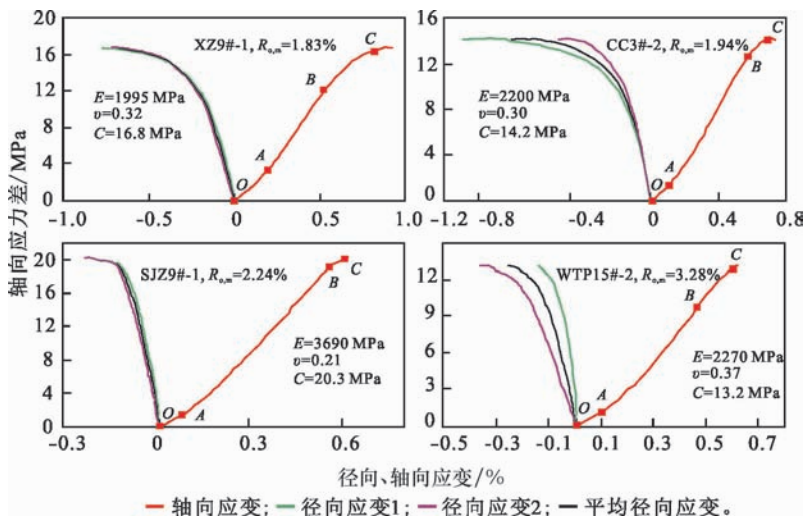 轴向应力差/MPa
XZ9#-1, Ro,m=1.83%
E=1995 MPa
υ=0.32
C=16.8 MPa
O
A
B
C
20
16
12
8
4
0
-1.0
-0.5
0
0.5
1.0
CC3#-2, Ro,m=1.94%
E=2200 MPa
υ=0.30
C=14.2 MPa
O
A
B
C
16
12
8
4
0
-1.2
-0.8
-0.4
0
0.4
0.8
SJZ9#-1, Ro,m=2.24%
E=3690 MPa
υ=0.21
C=20.3 MPa
O
A
B
C
20
16
12
8
4
0
-0.3
0
0.3
0.6
WTP15#-2, Ro,m=3.28%
E=2270 MPa
υ=0.37
C=13.2 MPa
O
A
B
C
12
9
6
3
0
-0.5
-0.3
-0.1
0.1
0.3
0.5
0.7
径向、轴向应变/%
轴向应变; 径向应变1; 径向应变2; 平均径向应变。